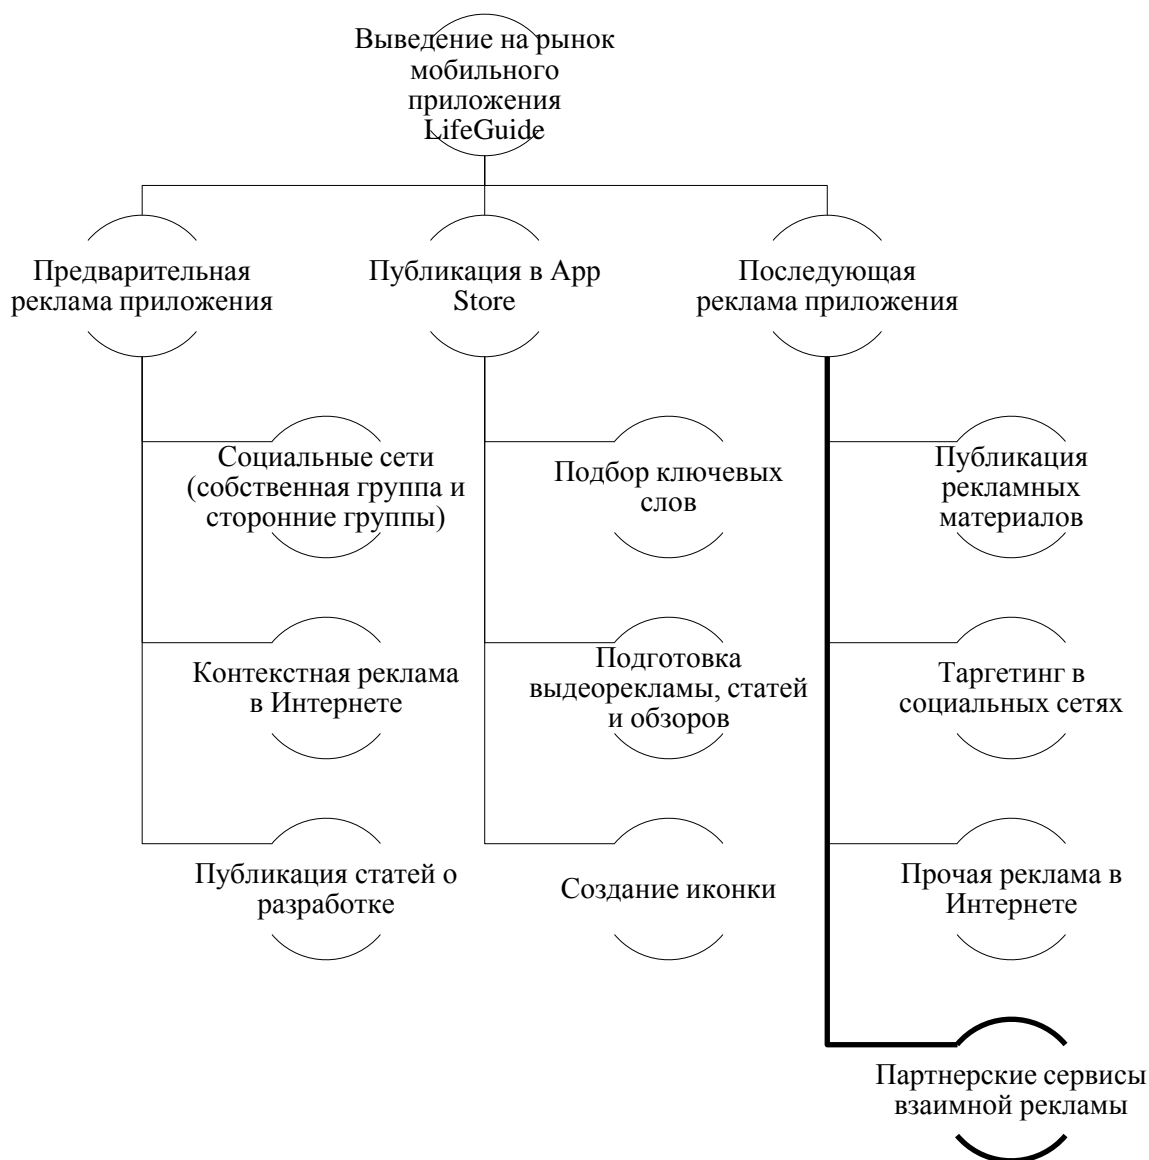 Выведение на рынок
мобильного
приложения
LifeGuide
Предварительная
реклама приложения
Публикация в App
Store
Последующая
реклама приложения
Социальные сети
(собственная группа и
сторонние группы)
Подбор ключевых
слов
Публикация
рекламных
материалов
Контекстная реклама
в Интернете
Подготовка
выдеорекламы, статей
и обзоров
Таргетинг в
социальных сетях
Публикация статей о
разработке
Создание иконки
Прочая реклама в
Интернете
Партнерские сервисы
взаимной рекламы